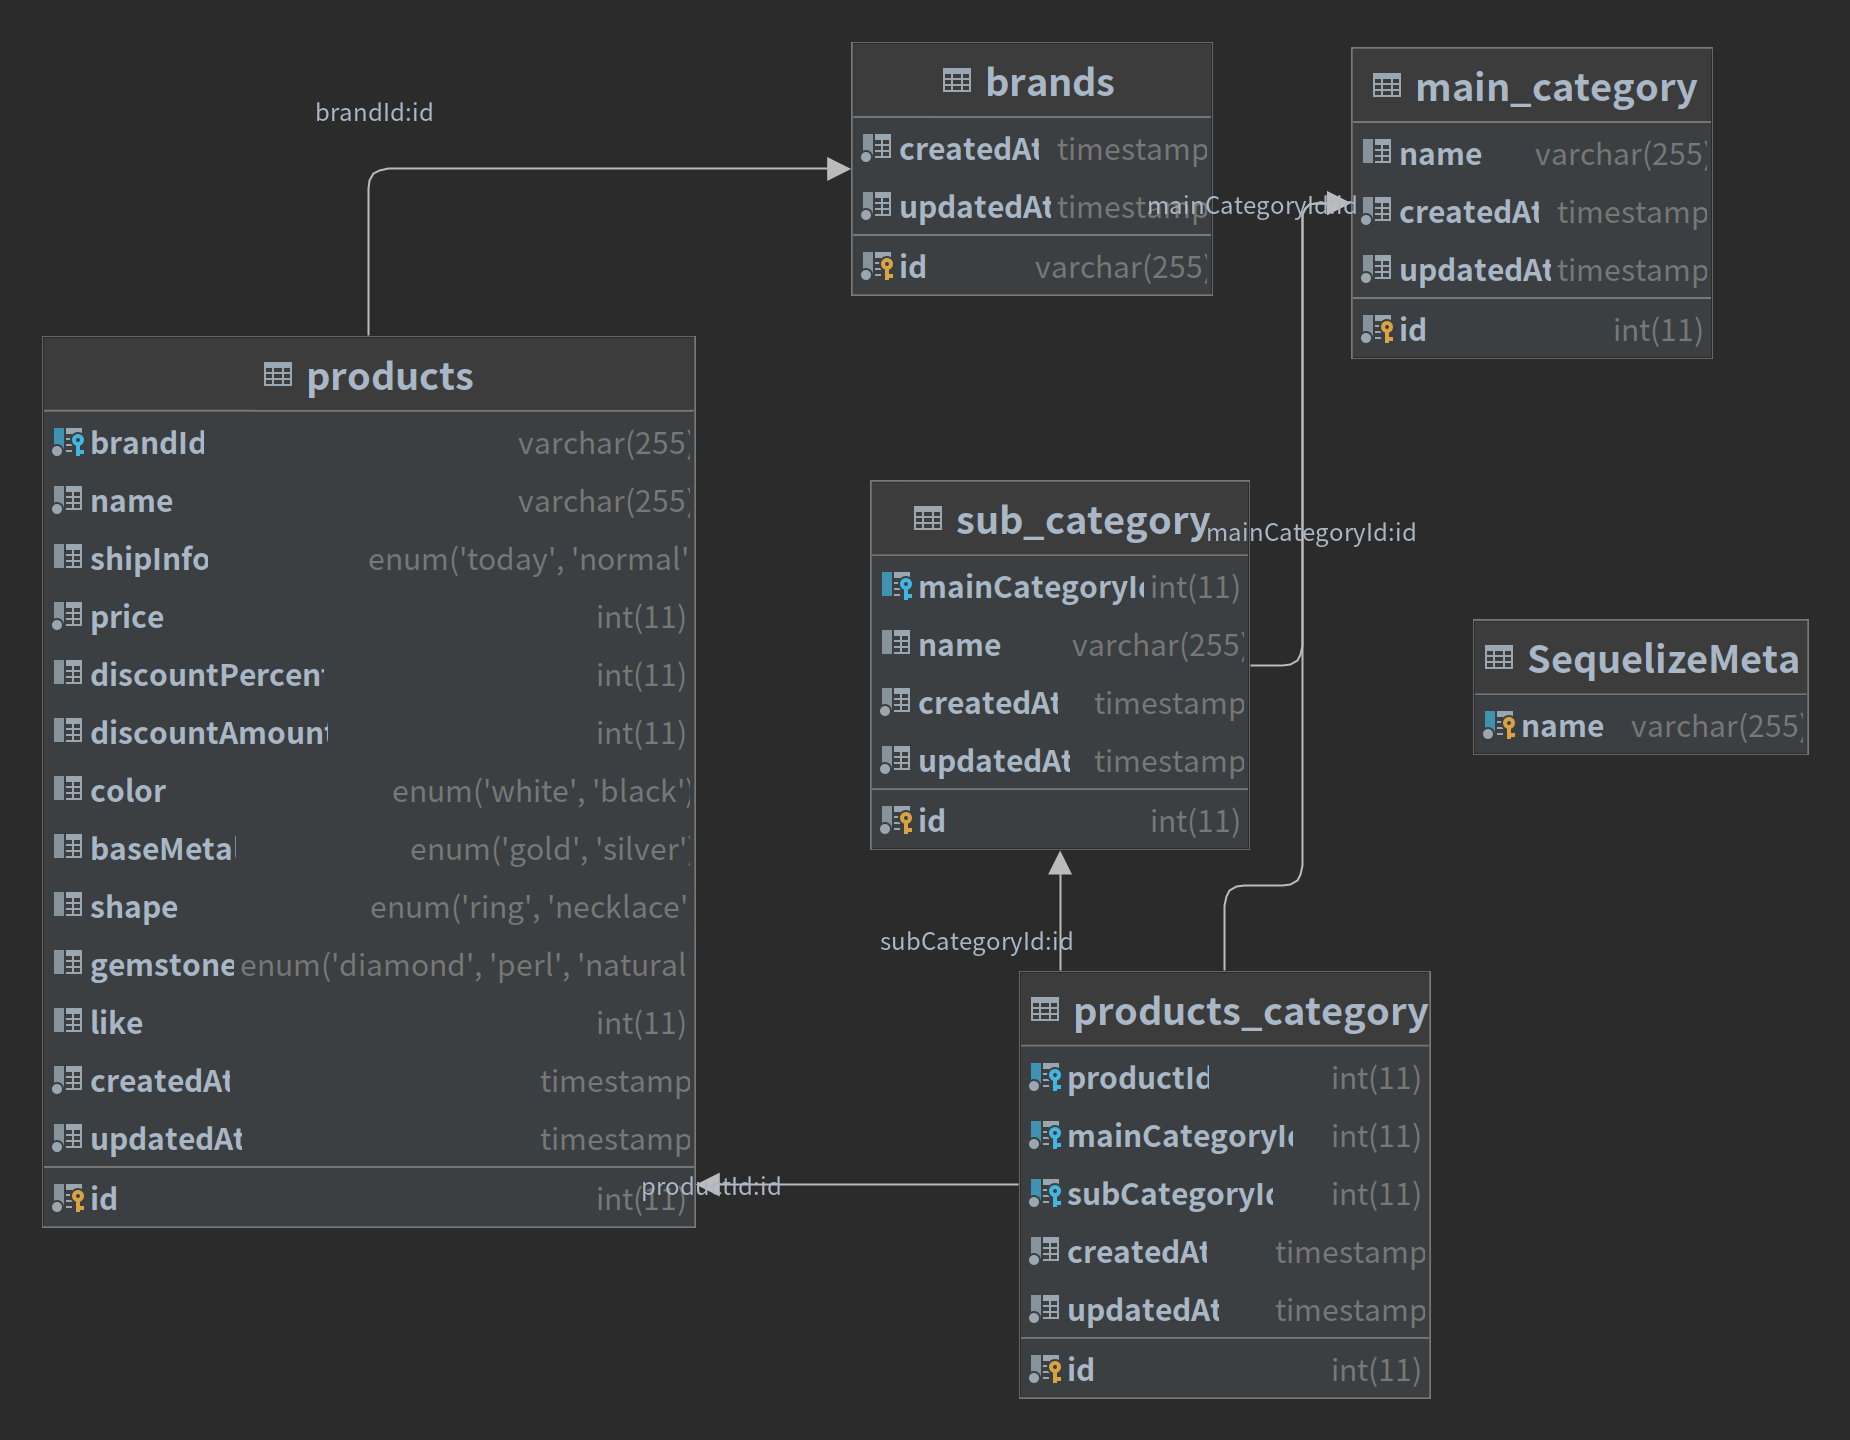 brandId:id
brands
createdAt timestamp
updatedAt timestamp
id varchar(255)
mainCategoryId:id
main_category
name varchar(255)
createdAt timestamp
updatedAt timestamp
id int(11)
products
brandId varchar(255)
name varchar(255)
shipInfo enum('today', 'normal'
price int(11)
discountPercent int(11)
discountAmount int(11)
color enum('white', 'black')
baseMetal enum('gold', 'silver')
shape enum('ring', 'necklace'
gemstone enum('diamond', 'perl', 'natural'
like int(11)
createdAt timestamp
updatedAt timestamp
id int(11)
productId:id
sub_category
mainCategoryId int(11)
name varchar(255)
createdAt timestamp
updatedAt timestamp
id int(11)
mainCategoryId:id
SequelizeMeta
name varchar(255)
subCategoryId:id
products_category
productId int(11)
mainCategoryId int(11)
subCategoryId int(11)
createdAt timestamp
updatedAt timestamp
id int(11)